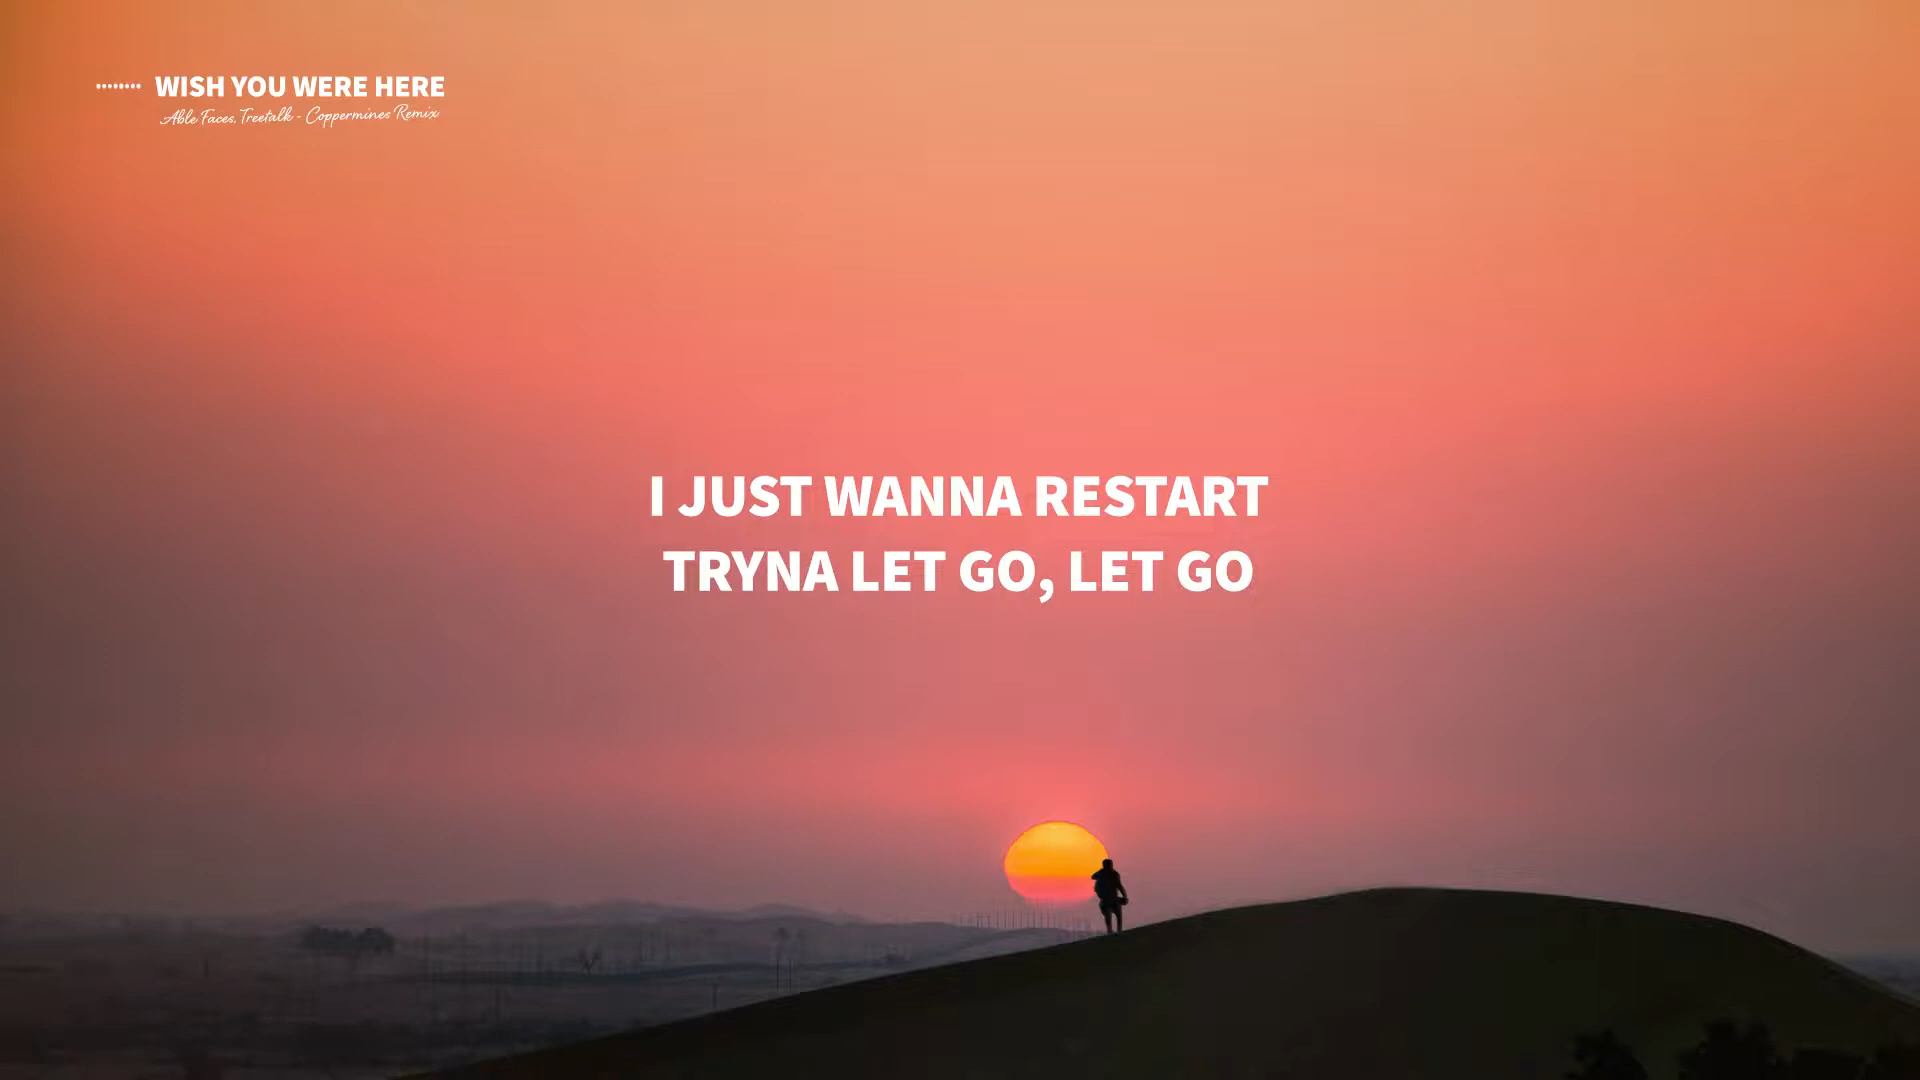 WISH YOU WERE HERE
Able Faces, Treetalk - Coppermines Remix
I JUST WANNA RESTART
TRYNA LET GO, LET GO